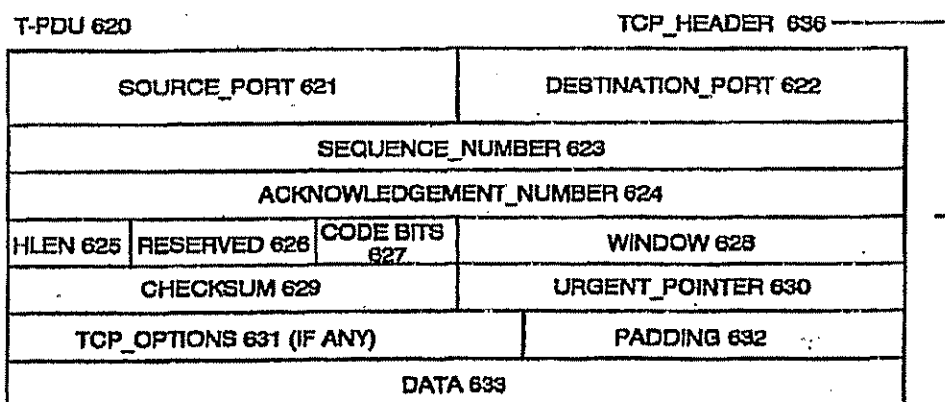 T-PDU 620 TCP_HEADER 636
SOURCE_PORT 621 DESTINATION_PORT 622
SEQUENCE_NUMBER 623
ACKNOWLEDGEMENT_NUMBER 624
HLEN 625 RESERVED 626 CODE BITS 627 WINDOW 628
CHECKSUM 629 URGENT_POINTER 630
TCP_OPTIONS 631 (IF ANY) PADDING 632
DATA 633